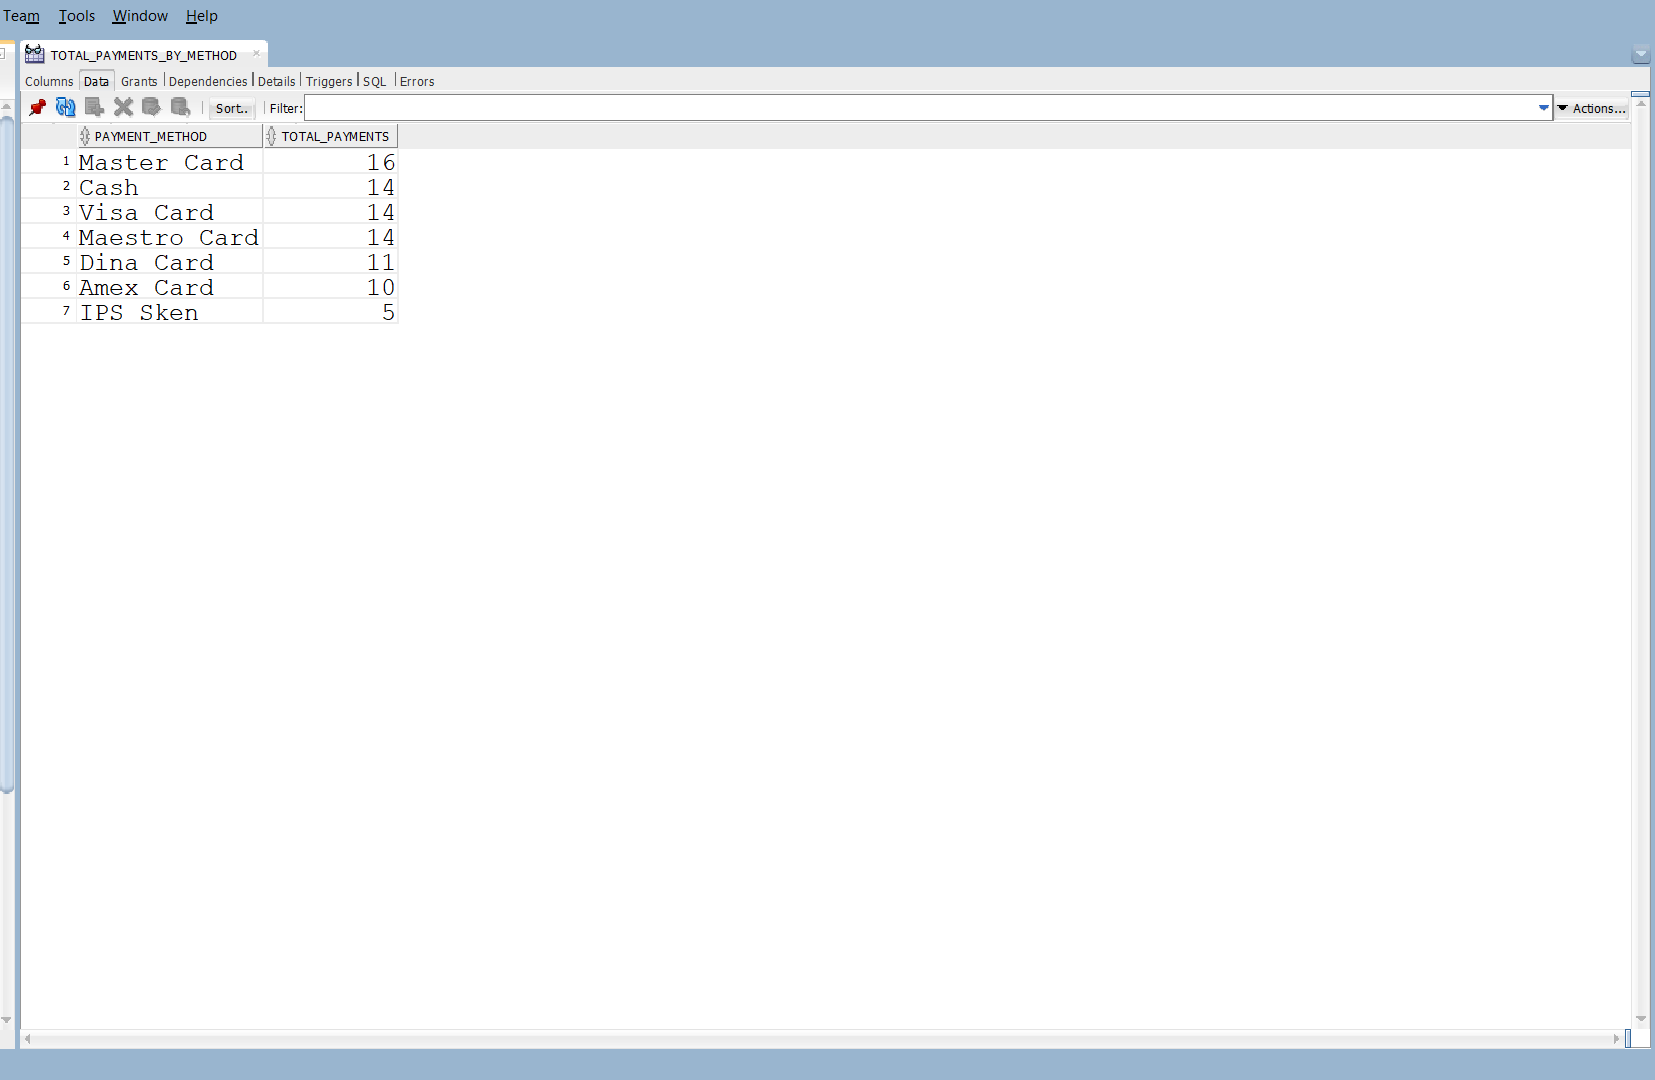 Team Tools Window Help
TOTAL_PAYMENTS_BY_METHOD
Columns Data Grants Dependencies Details Triggers SQL Errors
Sort.. Filter: Actions...
PAYMENT_METHOD TOTAL_PAYMENTS
1 Master Card 16
2 Cash 14
3 Visa Card 14
4 Maestro Card 14
5 Dina Card 11
6 Amex Card 10
7 IPS Sken 5